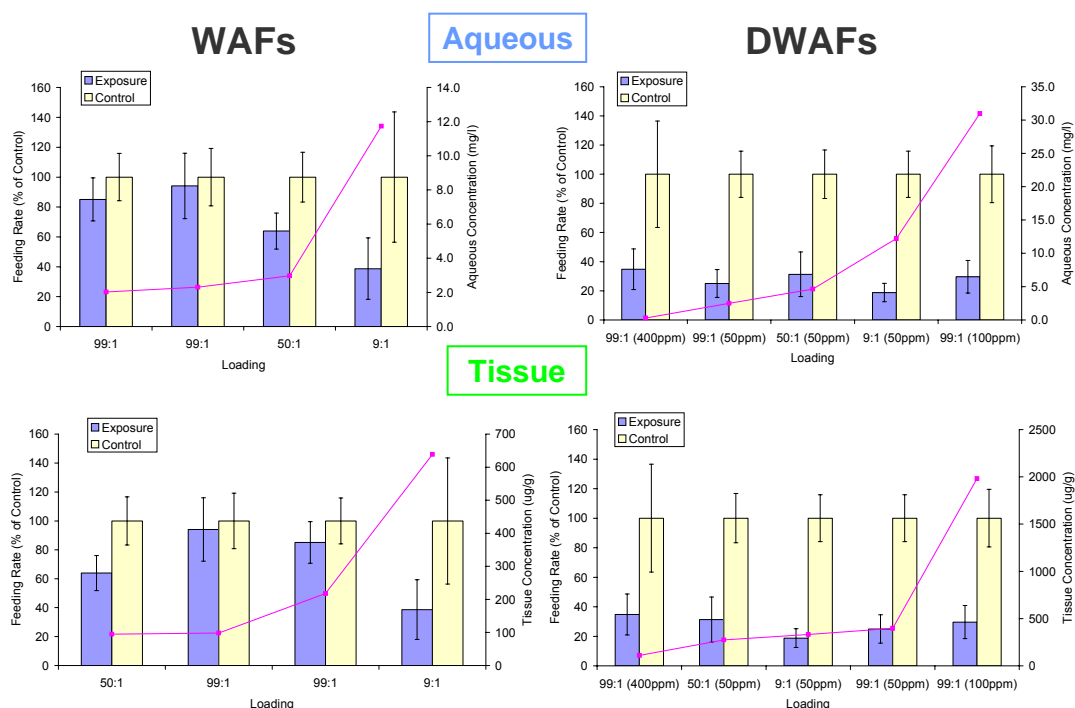 WAFs
Aqueous
DWAFs
Exposure
Control
160
140
120
100
80
60
40
20
0
Feeding Rate (% of Control)
14.0
12.0
10.0
8.0
6.0
4.0
2.0
0.0
Aqueous Concentration (mg/l)
99:1 99:1 50:1 9:1
Loading
Exposure
Control
160
140
120
100
80
60
40
20
0
Feeding Rate (% of Control)
35.0
30.0
25.0
20.0
15.0
10.0
5.0
0.0
Aqueous Concentration (mg/l)
99:1 (400ppm) 99:1 (50ppm) 50:1 (50ppm) 9:1 (50ppm) 99:1 (100ppm)
Loading
Tissue
Exposure
Control
160
140
120
100
80
60
40
20
0
Feeding Rate (% of Control)
700
600
500
400
300
200
100
0
Tissue Concentration (ug/g)
50:1 99:1 99:1 9:1
Loading
Exposure
Control
160
140
120
100
80
60
40
20
0
Feeding Rate (% of Control)
2500
2000
1500
1000
500
0
Tissue Concentration (ug/g)
99:1 (400ppm) 50:1 (50ppm) 9:1 (50ppm) 99:1 (50ppm) 99:1 (100ppm)
Loading